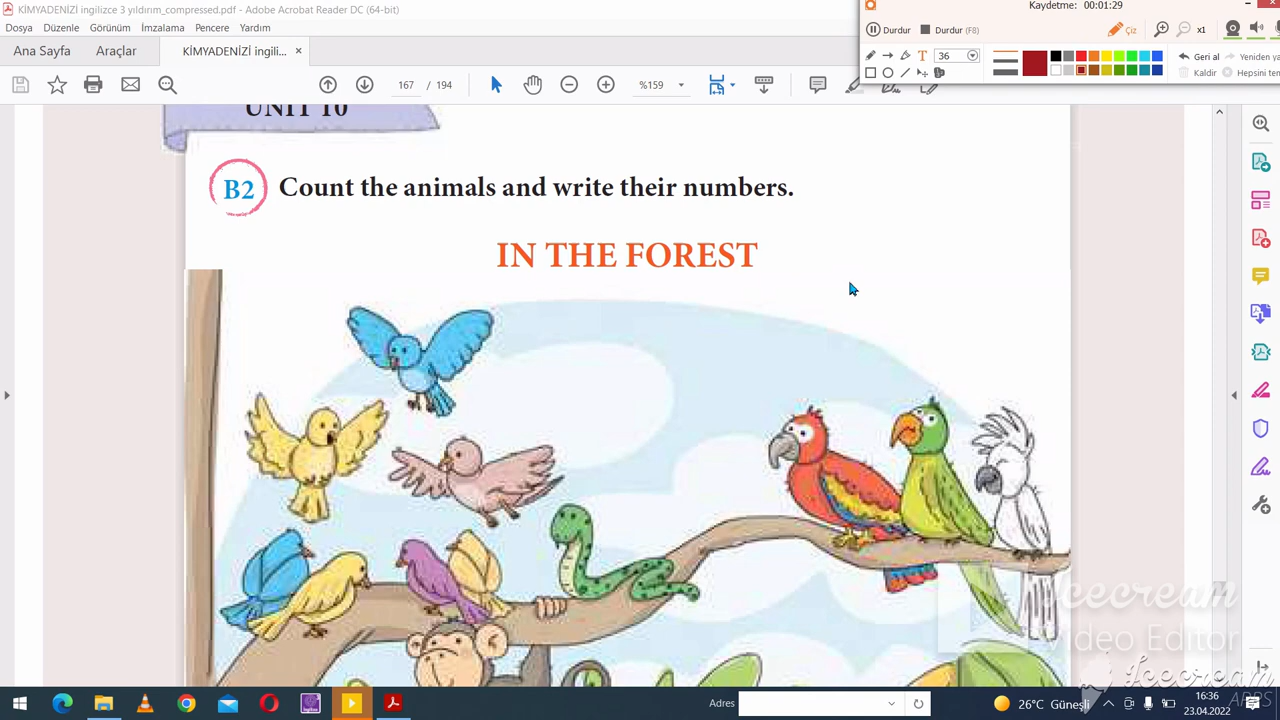 KİMYADENİZİ ingilizce 3 yıldırım_compressed.pdf - Adobe Acrobat Reader DC (64-bit)
Kaydetme: 00:01:29
Dosya Düzenle Görünüm İmzalama Pencere Yardım
Durdur Durdur (F8) Çiz x1
Ana Sayfa Araçlar KİMYADENİZİ ingili... ×
T 36 Geri al Yeniden ya
Kaldır Hepsini tem
167 / 194 %159
UNIT 10
B2 Count the animals and write their numbers.
IN THE FOREST
Icecream
Video Editor
Icecream
APPS
Adres 26°C Güneşli 16:36
23.04.2022